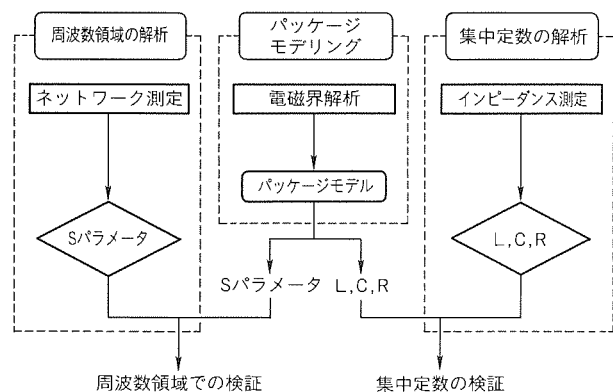 周波数領域の解析
パッケージ
モデリング
集中定数の解析
ネットワーク測定
電磁界解析
インピーダンス測定
パッケージモデル
Sパラメータ
L,C,R
Sパラメータ L,C,R
周波数領域での検証
集中定数の検証